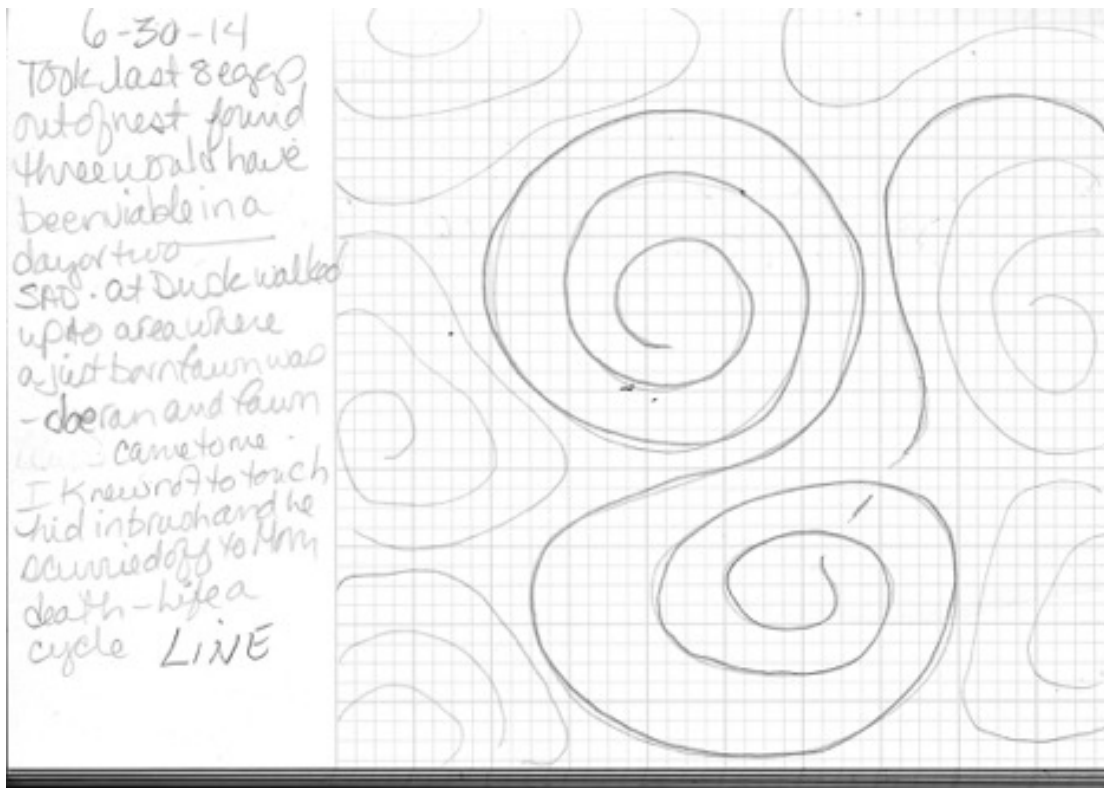 6-30-14
Took last 8 eggs
out of nest found
three would have
been viable in a
day or two
SAD. at Dusk walked
up to area where
a just born fawn was
- doe ran and fawn
came to me.
I knew not to touch
hid in brush and he
scurried off to Mom
death - Life a
cycle LINE